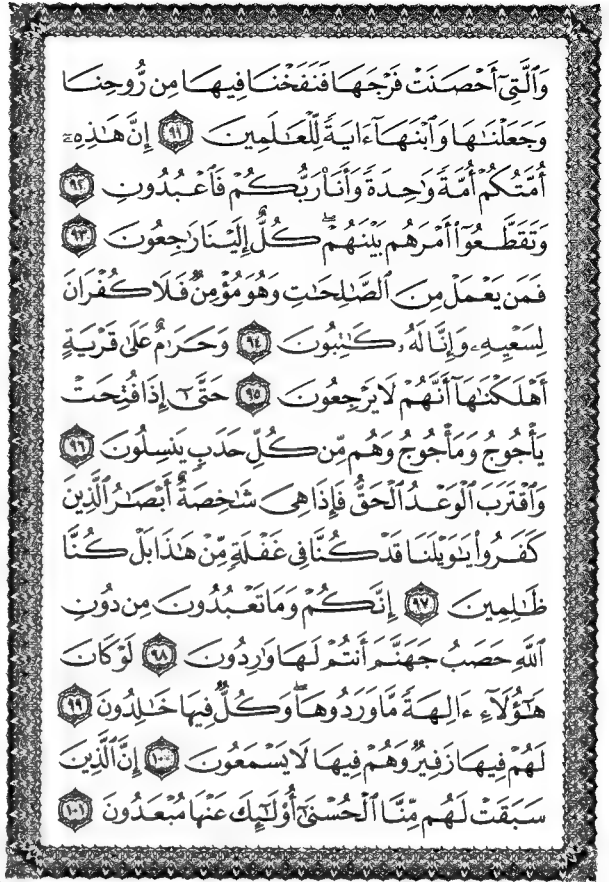 وَٱلَّتِىٓ أَحْصَنَتْ فَرْجَهَا فَنَفَخْنَا فِيهَا مِن رُّوحِنَا
وَجَعَلْنَٰهَا وَٱبْنَهَآ ءَايَةً لِّلْعَٰلَمِينَ ٩١ إِنَّ هَٰذِهِۦٓ
أُمَّتُكُمْ أُمَّةً وَٰحِدَةً وَأَنَا۠ رَبُّكُمْ فَٱعْبُدُونِ ٩٢
وَتَقَطَّعُوٓا۟ أَمْرَهُم بَيْنَهُمْ ۖ كُلٌّ إِلَيْنَا رَٰجِعُونَ ٩٣
فَمَن يَعْمَلْ مِنَ ٱلصَّٰلِحَٰتِ وَهُوَ مُؤْمِنٌ فَلَا كُفْرَانَ
لِسَعْيِهِۦ وَإِنَّا لَهُۥ كَٰتِبُونَ ٩٤ وَحَرَٰمٌ عَلَىٰ قَرْيَةٍ
أَهْلَكْنَٰهَآ أَنَّهُمْ لَا يَرْجِعُونَ ٩٥ حَتَّىٰٓ إِذَا فُتِحَتْ
يَأْجُوجُ وَمَأْجُوجُ وَهُم مِّن كُلِّ حَدَبٍ يَنسِلُونَ ٩٦
وَٱقْتَرَبَ ٱلْوَعْدُ ٱلْحَقُّ فَإِذَا هِىَ شَٰخِصَةٌ أَبْصَٰرُ ٱلَّذِينَ
كَفَرُوا۟ يَٰوَيْلَنَا قَدْ كُنَّا فِى غَفْلَةٍ مِّنْ هَٰذَا بَلْ كُنَّا
ظَٰلِمِينَ ٩٧ إِنَّكُمْ وَمَا تَعْبُدُونَ مِن دُونِ
ٱللَّهِ حَصَبُ جَهَنَّمَ أَنتُمْ لَهَا وَٰرِدُونَ ٩٨ لَوْ كَانَ
هَٰٓؤُلَآءِ ءَالِهَةً مَّا وَرَدُوهَا ۖ وَكُلٌّ فِيهَا خَٰلِدُونَ ٩٩
لَهُمْ فِيهَا زَفِيرٌ وَهُمْ فِيهَا لَا يَسْمَعُونَ ١٠٠ إِنَّ ٱلَّذِينَ
سَبَقَتْ لَهُم مِّنَّا ٱلْحُسْنَىٰٓ أُو۟لَٰٓئِكَ عَنْهَا مُبْعَدُونَ ١٠١